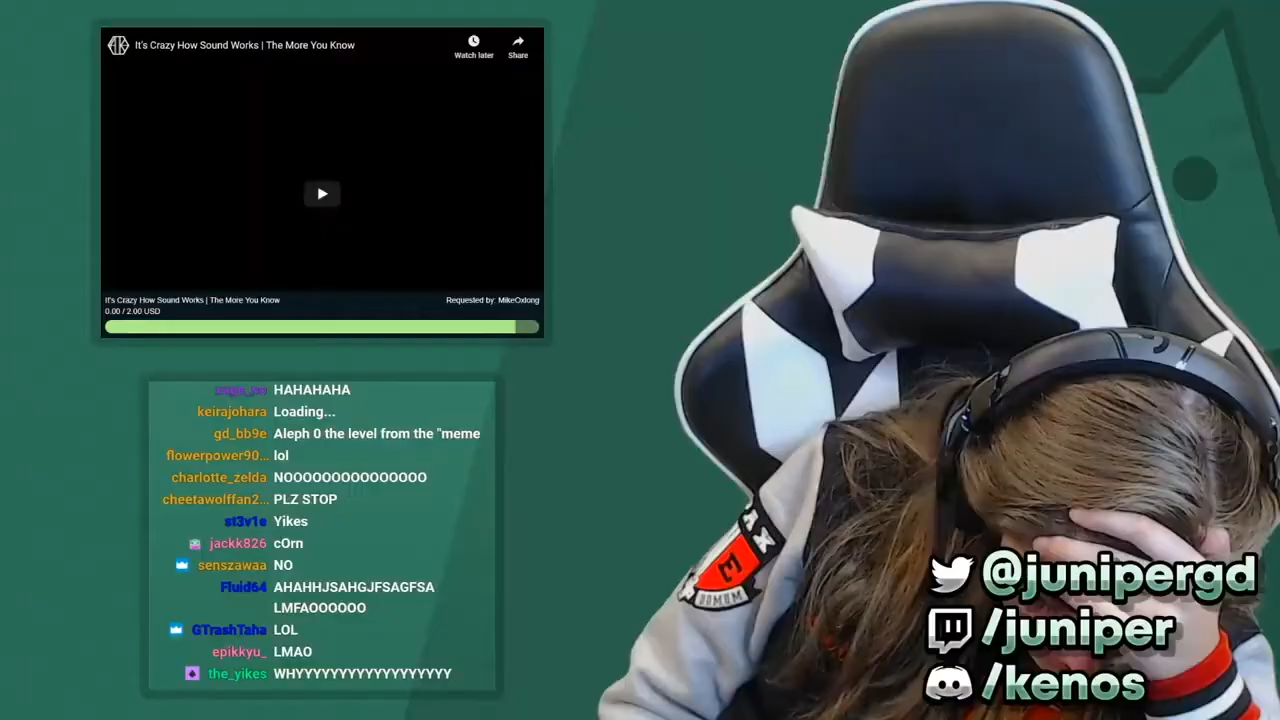 It's Crazy How Sound Works | The More You Know
Watch later
Share
It's Crazy How Sound Works | The More You Know
Requested by: MikeOxlong
0.00 / 2.00 USD
HAHAHAHA
keirajohara Loading...
gd_bb9e Aleph 0 the level from the "meme
flowerpower90... lol
charlotte_zelda NOOOOOOOOOOOOOOO
cheetawolffan2... PLZ STOP
st3v1e Yikes
jackk826 cOrn
senszawaa NO
Fluid64 AHAHHJSAHGJFSAGFSA
LMFAOOOOOO
GTrashTaha LOL
epikkyu_ LMAO
the_yikes WHYYYYYYYYYYYYYYYYYY
@junipergd
/juniper
/kenos